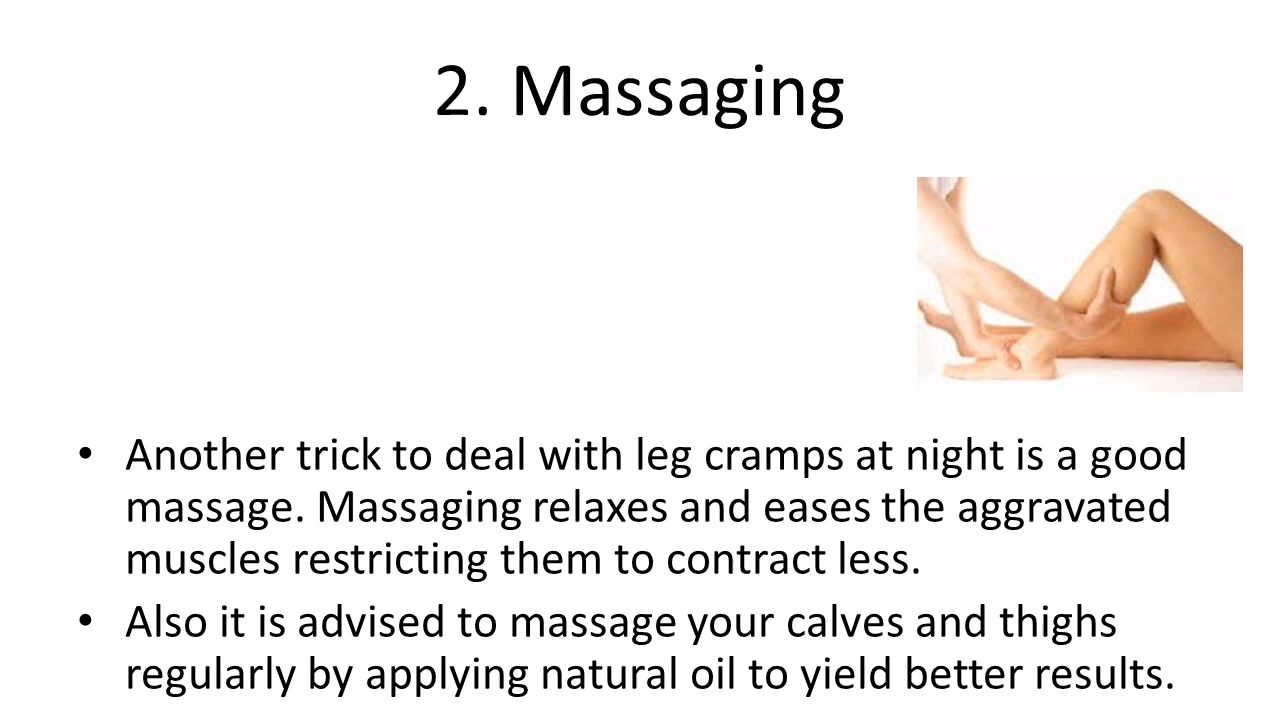 2. Massaging
• Another trick to deal with leg cramps at night is a good
massage. Massaging relaxes and eases the aggravated
muscles restricting them to contract less.
• Also it is advised to massage your calves and thighs
regularly by applying natural oil to yield better results.